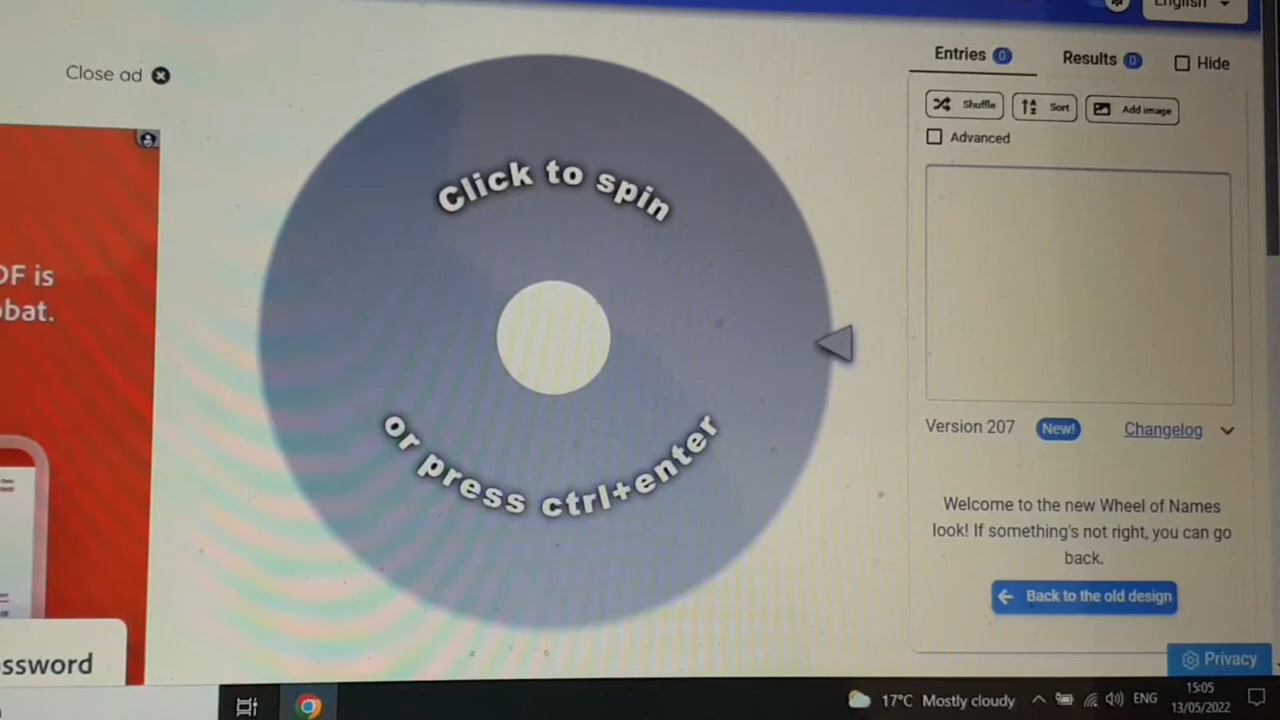 English
Entries 0
Results 0
Hide
Close ad
Shuffle
Sort
Add image
Advanced
Click to spin
or press ctrl+enter
DF is
obat.
Version 207
New!
Changelog
Welcome to the new Wheel of Names
look! If something's not right, you can go
back.
Back to the old design
ssword
Privacy
17°C Mostly cloudy
ENG
15:05
13/05/2022